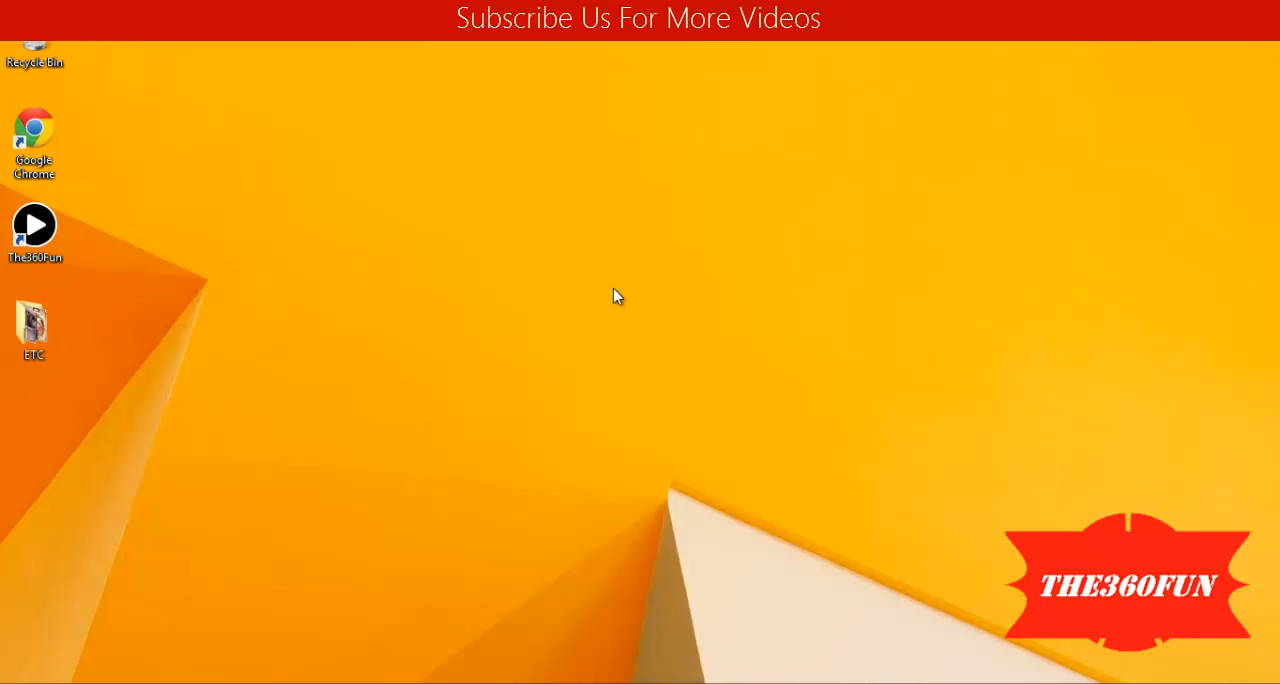 Subscribe Us For More Videos
Recycle Bin
Google
Chrome
The360Fun
ETC
THE360FUN